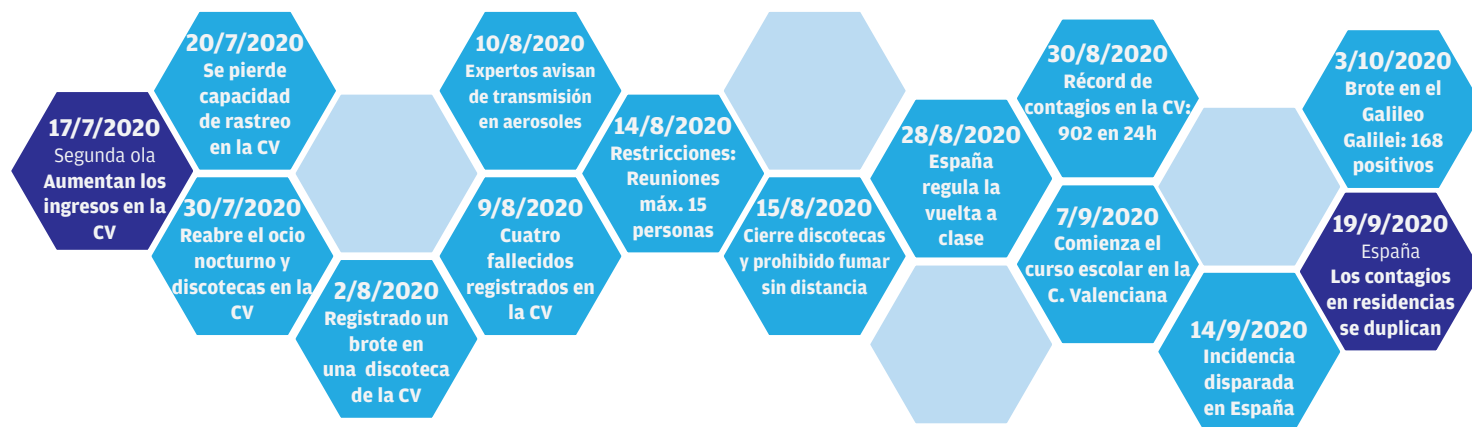 17/7/2020
Segunda ola
Aumentan los
ingresos en la
CV
20/7/2020
Se pierde
capacidad
de rastreo
en la CV
30/7/2020
Reabre el ocio
nocturno y
discotecas en la
CV
2/8/2020
Registrado un
brote en
una discoteca
de la CV
10/8/2020
Expertos avisan
de transmisión
en aerosoles
9/8/2020
Cuatro
fallecidos
registrados en
la CV
14/8/2020
Restricciones:
Reuniones
máx. 15
personas
15/8/2020
Cierre discotecas
y prohibido fumar
sin distancia
28/8/2020
España
regula la
vuelta a
clase
30/8/2020
Récord de
contagios en la CV:
902 en 24h
7/9/2020
Comienza el
curso escolar en la
C. Valenciana
14/9/2020
Incidencia
disparada
en España
3/10/2020
Brote en el
Galileo
Galilei: 168
positivos
19/9/2020
España
Los contagios
en residencias
se duplican